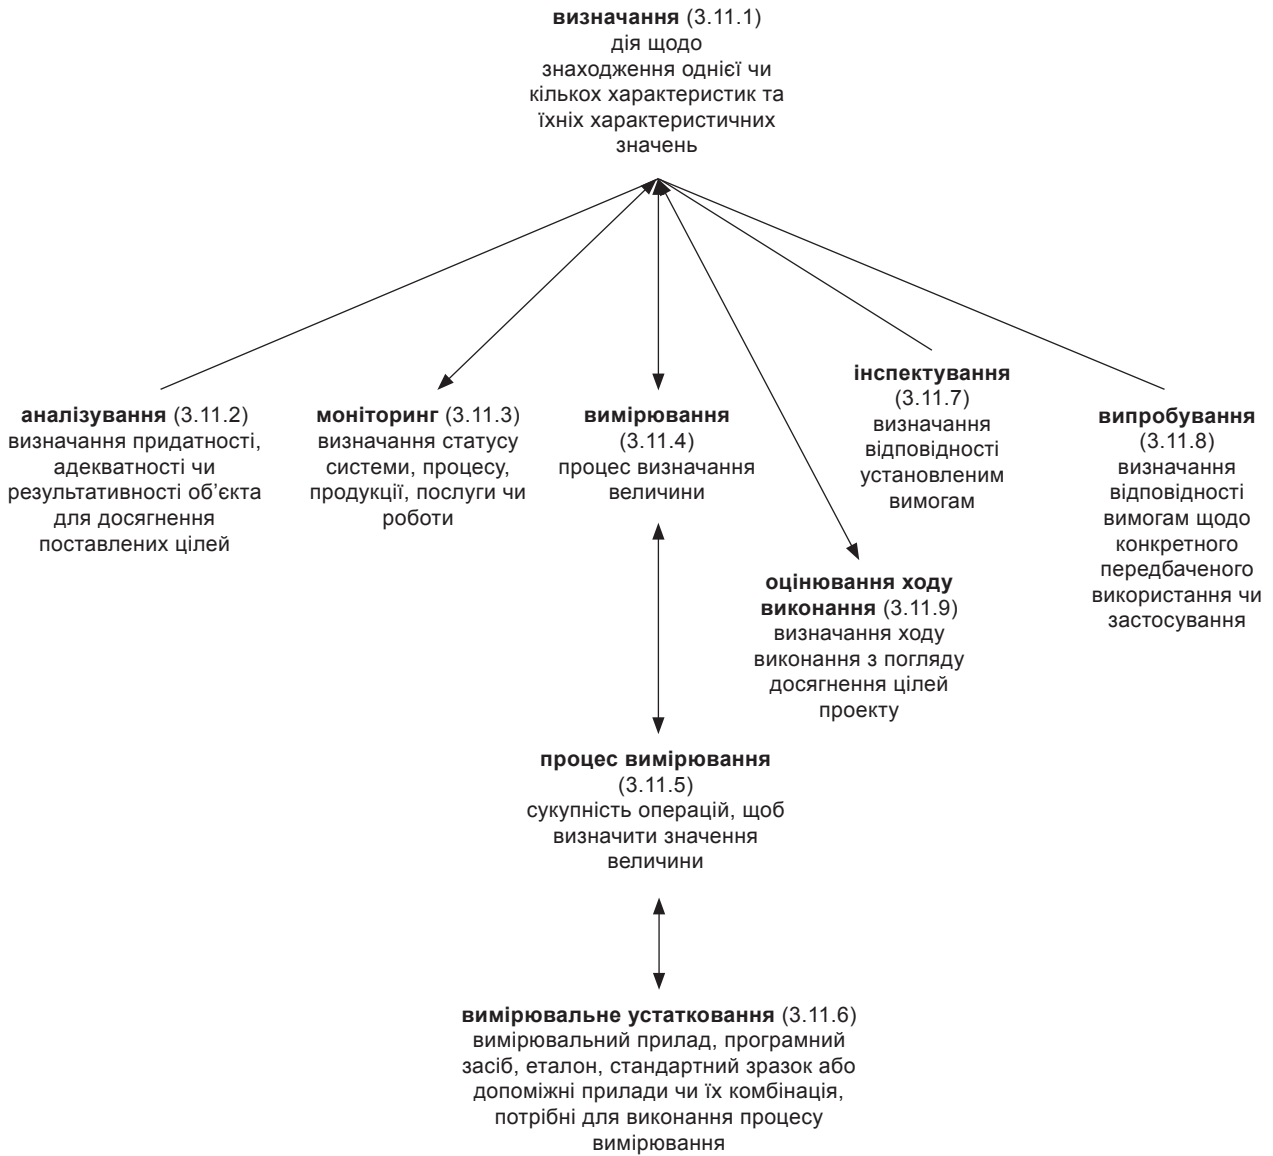 визначання (3.11.1)
дія щодо
знаходження однієї чи
кількох характеристик та
їхніх характеристичних
значень
аналізування (3.11.2)
визначання придатності,
адекватності чи
результативності об’єкта
для досягнення
поставлених цілей
моніторинг (3.11.3)
визначання статусу
системи, процесу,
продукції, послуги чи
роботи
вимірювання
(3.11.4)
процес визначання
величини
інспектування
(3.11.7)
визначання
відповідності
установленим
вимогам
випробування
(3.11.8)
визначання
відповідності
вимогам щодо
конкретного
передбаченого
використання чи
застосування
оцінювання ходу
виконання (3.11.9)
визначання ходу
виконання з погляду
досягнення цілей
проекту
процес вимірювання
(3.11.5)
сукупність операцій, щоб
визначити значення
величини
вимірювальне устатковання (3.11.6)
вимірювальний прилад, програмний
засіб, еталон, стандартний зразок або
допоміжні прилади чи їх комбінація,
потрібні для виконання процесу
вимірювання